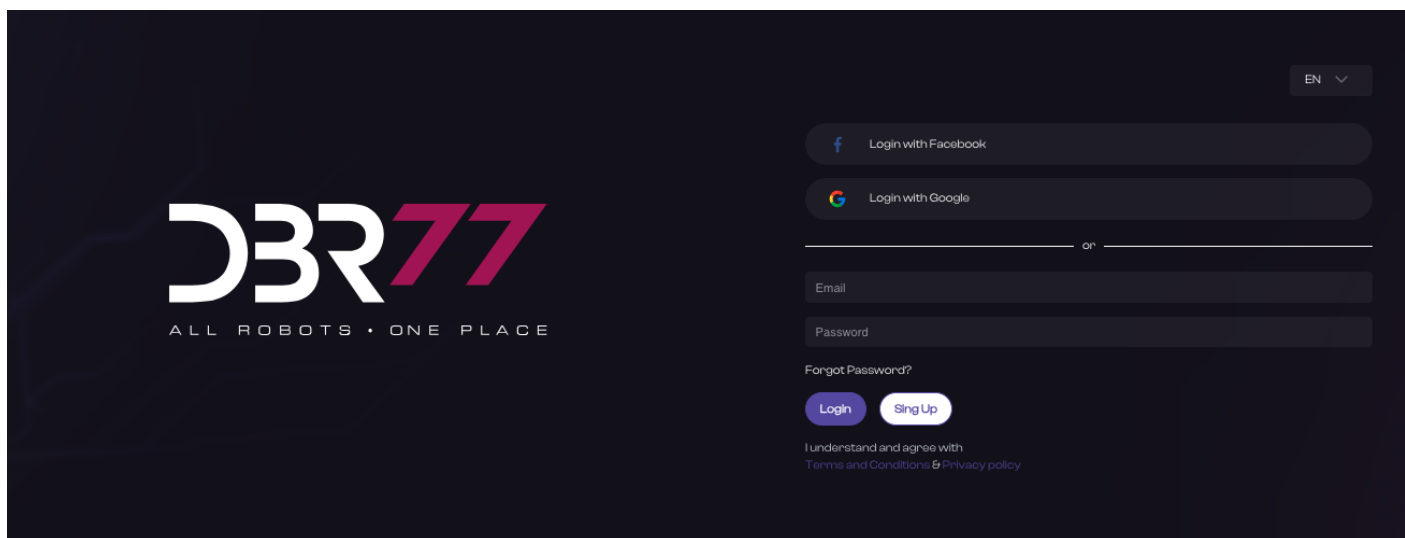 EN
Login with Facebook
Login with Google
DBR77
ALL ROBOTS • ONE PLACE
or
Email
Password
Forgot Password?
Login
Sing Up
I understand and agree with
Terms and Conditions & Privacy policy